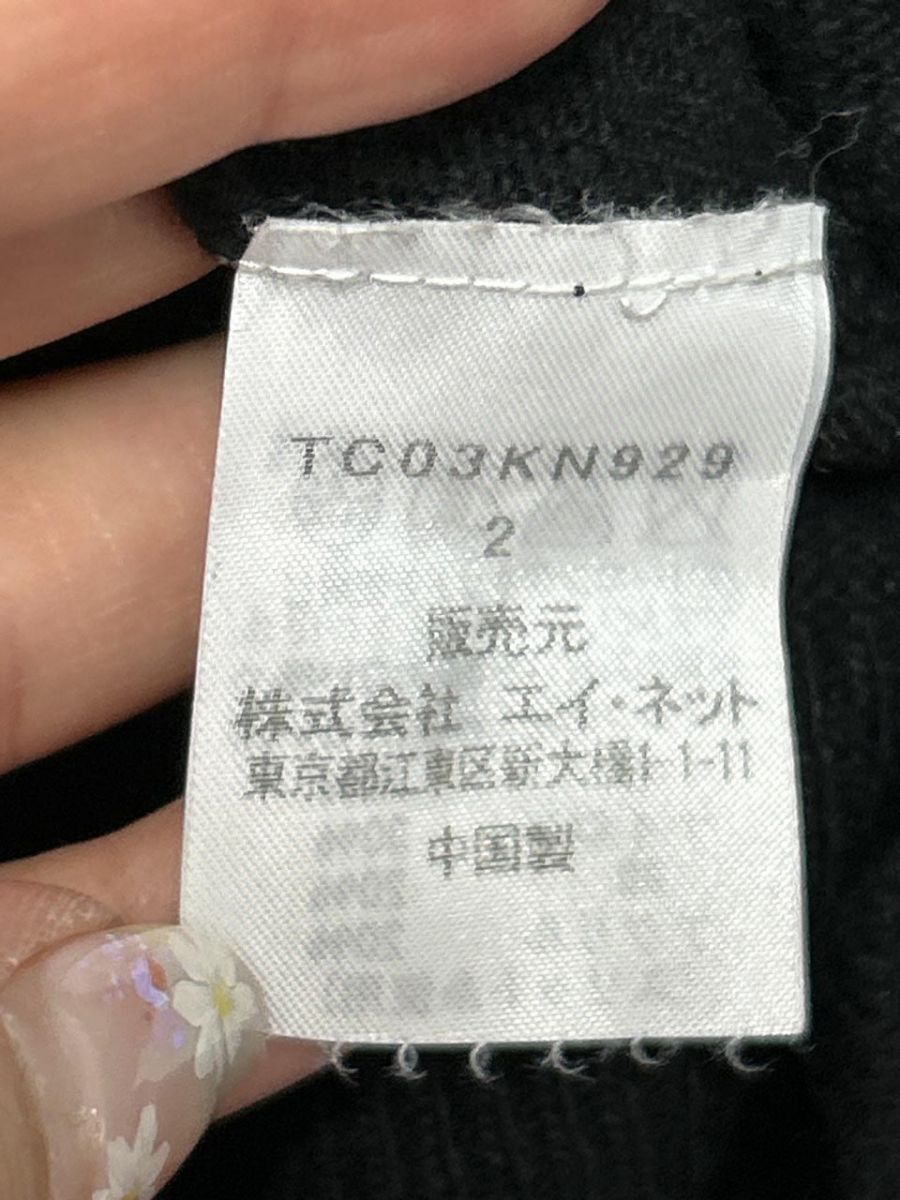 TC03KN929
2
販売元
株式会社 エイ・ネット
東京都江東区新大橋1-1-11
中国製